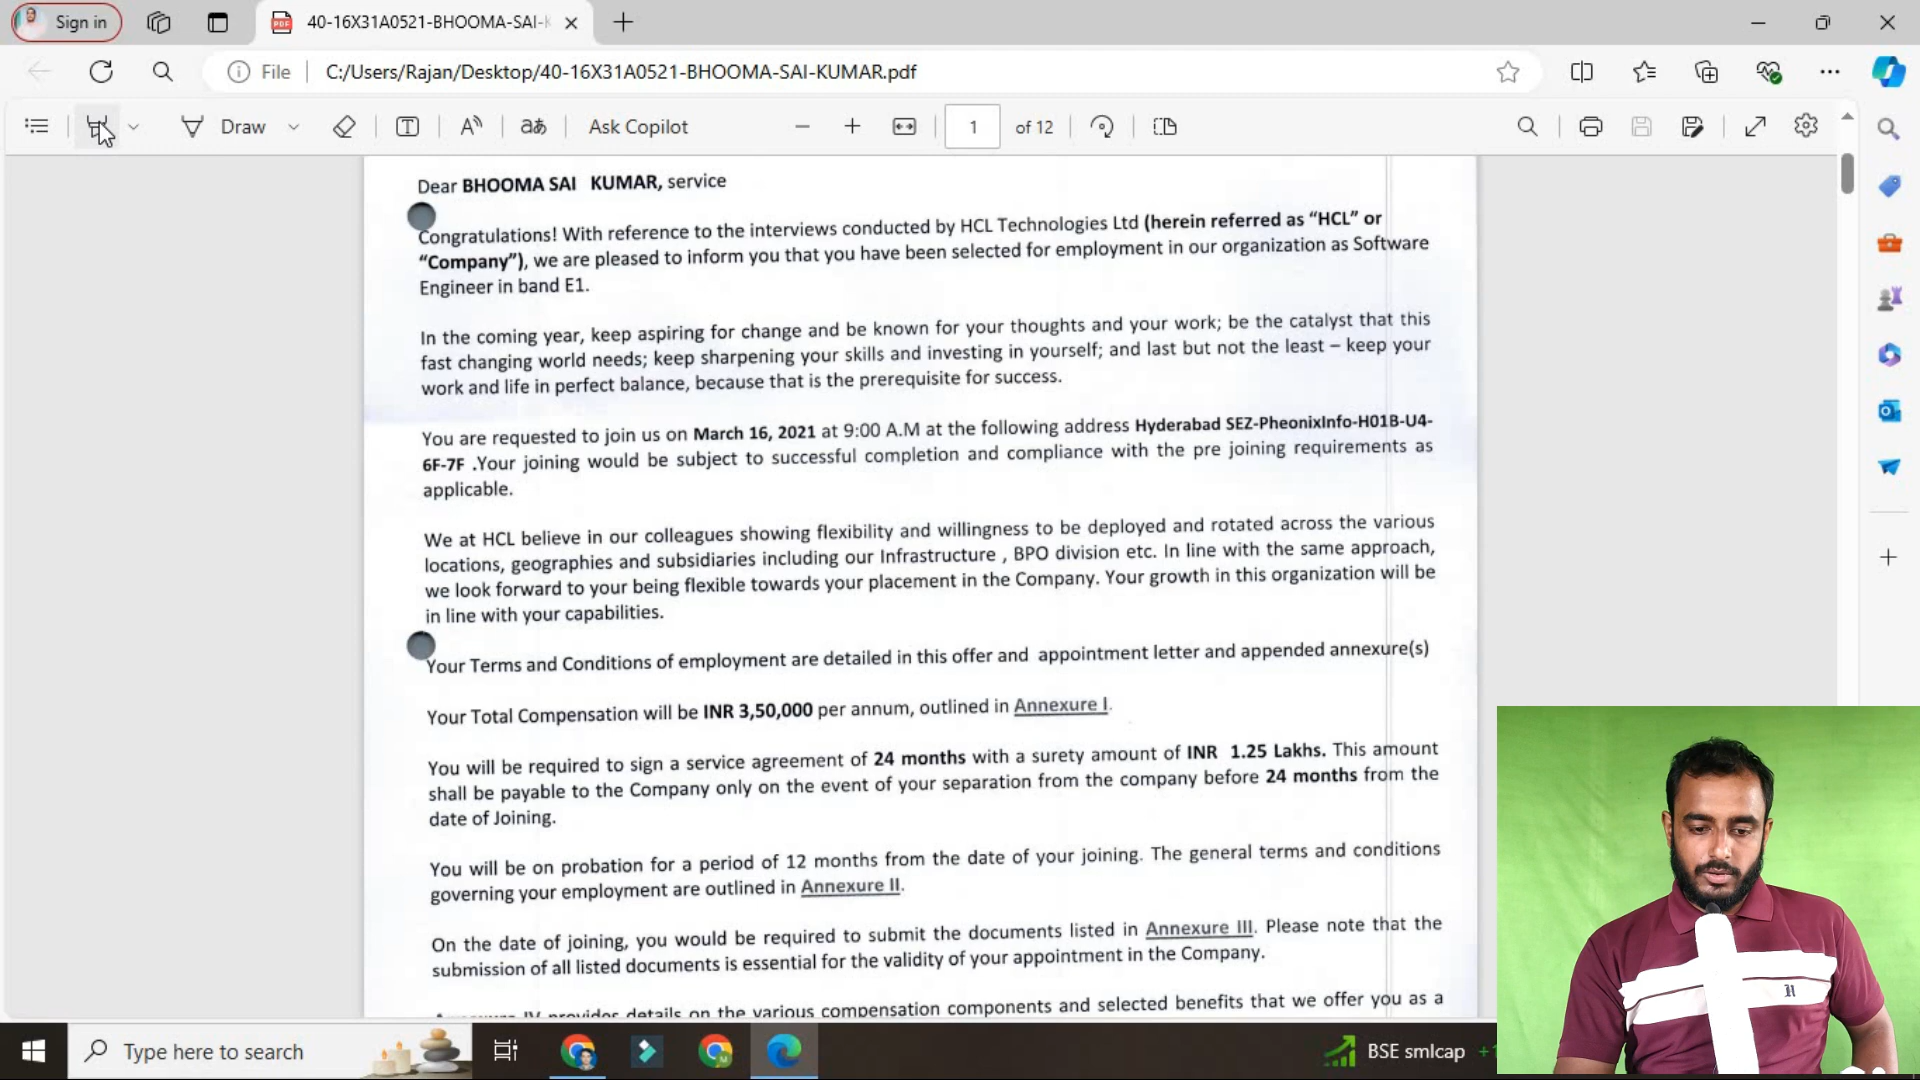 Sign in
40-16X31A0521-BHOOMA-SAI-K
File
C:/Users/Rajan/Desktop/40-16X31A0521-BHOOMA-SAI-KUMAR.pdf
Draw
Ask Copilot
1 of 12
Dear BHOOMA SAI KUMAR, service
Congratulations! With reference to the interviews conducted by HCL Technologies Ltd (herein referred as “HCL” or
“Company”), we are pleased to inform you that you have been selected for employment in our organization as Software
Engineer in band E1.
In the coming year, keep aspiring for change and be known for your thoughts and your work; be the catalyst that this
fast changing world needs; keep sharpening your skills and investing in yourself; and last but not the least – keep your
work and life in perfect balance, because that is the prerequisite for success.
You are requested to join us on March 16, 2021 at 9:00 A.M at the following address Hyderabad SEZ-PheonixInfo-H01B-U4-
6F-7F .Your joining would be subject to successful completion and compliance with the pre joining requirements as
applicable.
We at HCL believe in our colleagues showing flexibility and willingness to be deployed and rotated across the various
locations, geographies and subsidiaries including our Infrastructure , BPO division etc. In line with the same approach,
we look forward to your being flexible towards your placement in the Company. Your growth in this organization will be
in line with your capabilities.
Your Terms and Conditions of employment are detailed in this offer and appointment letter and appended annexure(s)
Your Total Compensation will be INR 3,50,000 per annum, outlined in Annexure I.
You will be required to sign a service agreement of 24 months with a surety amount of INR 1.25 Lakhs. This amount
shall be payable to the Company only on the event of your separation from the company before 24 months from the
date of Joining.
You will be on probation for a period of 12 months from the date of your joining. The general terms and conditions
governing your employment are outlined in Annexure II.
On the date of joining, you would be required to submit the documents listed in Annexure III. Please note that the
submission of all listed documents is essential for the validity of your appointment in the Company.
IV provides details on the various compensation components and selected benefits that we offer you as a
Type here to search
BSE smlcap